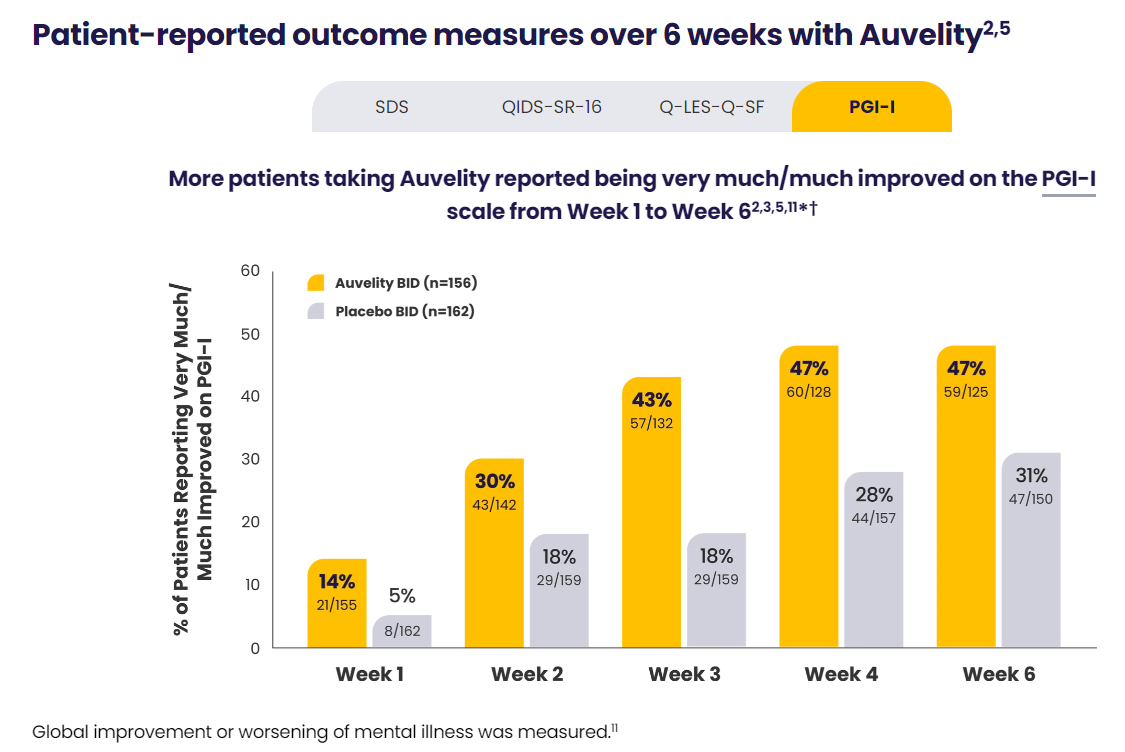 Patient-reported outcome measures over 6 weeks with Auvelity2,5
SDS
QIDS-SR-16
Q-LES-Q-SF
PGI-I
More patients taking Auvelity reported being very much/much improved on the PGI-I
scale from Week 1 to Week 62,3,5,11*†
% of Patients Reporting Very Much/
Much Improved on PGI-I
60
50
40
30
20
10
0
Auvelity BID (n=156)
Placebo BID (n=162)
14%
21/155
5%
8/162
30%
43/142
18%
29/159
43%
57/132
18%
29/159
47%
60/128
28%
44/157
47%
59/125
31%
47/150
Week 1
Week 2
Week 3
Week 4
Week 6
Global improvement or worsening of mental illness was measured.11